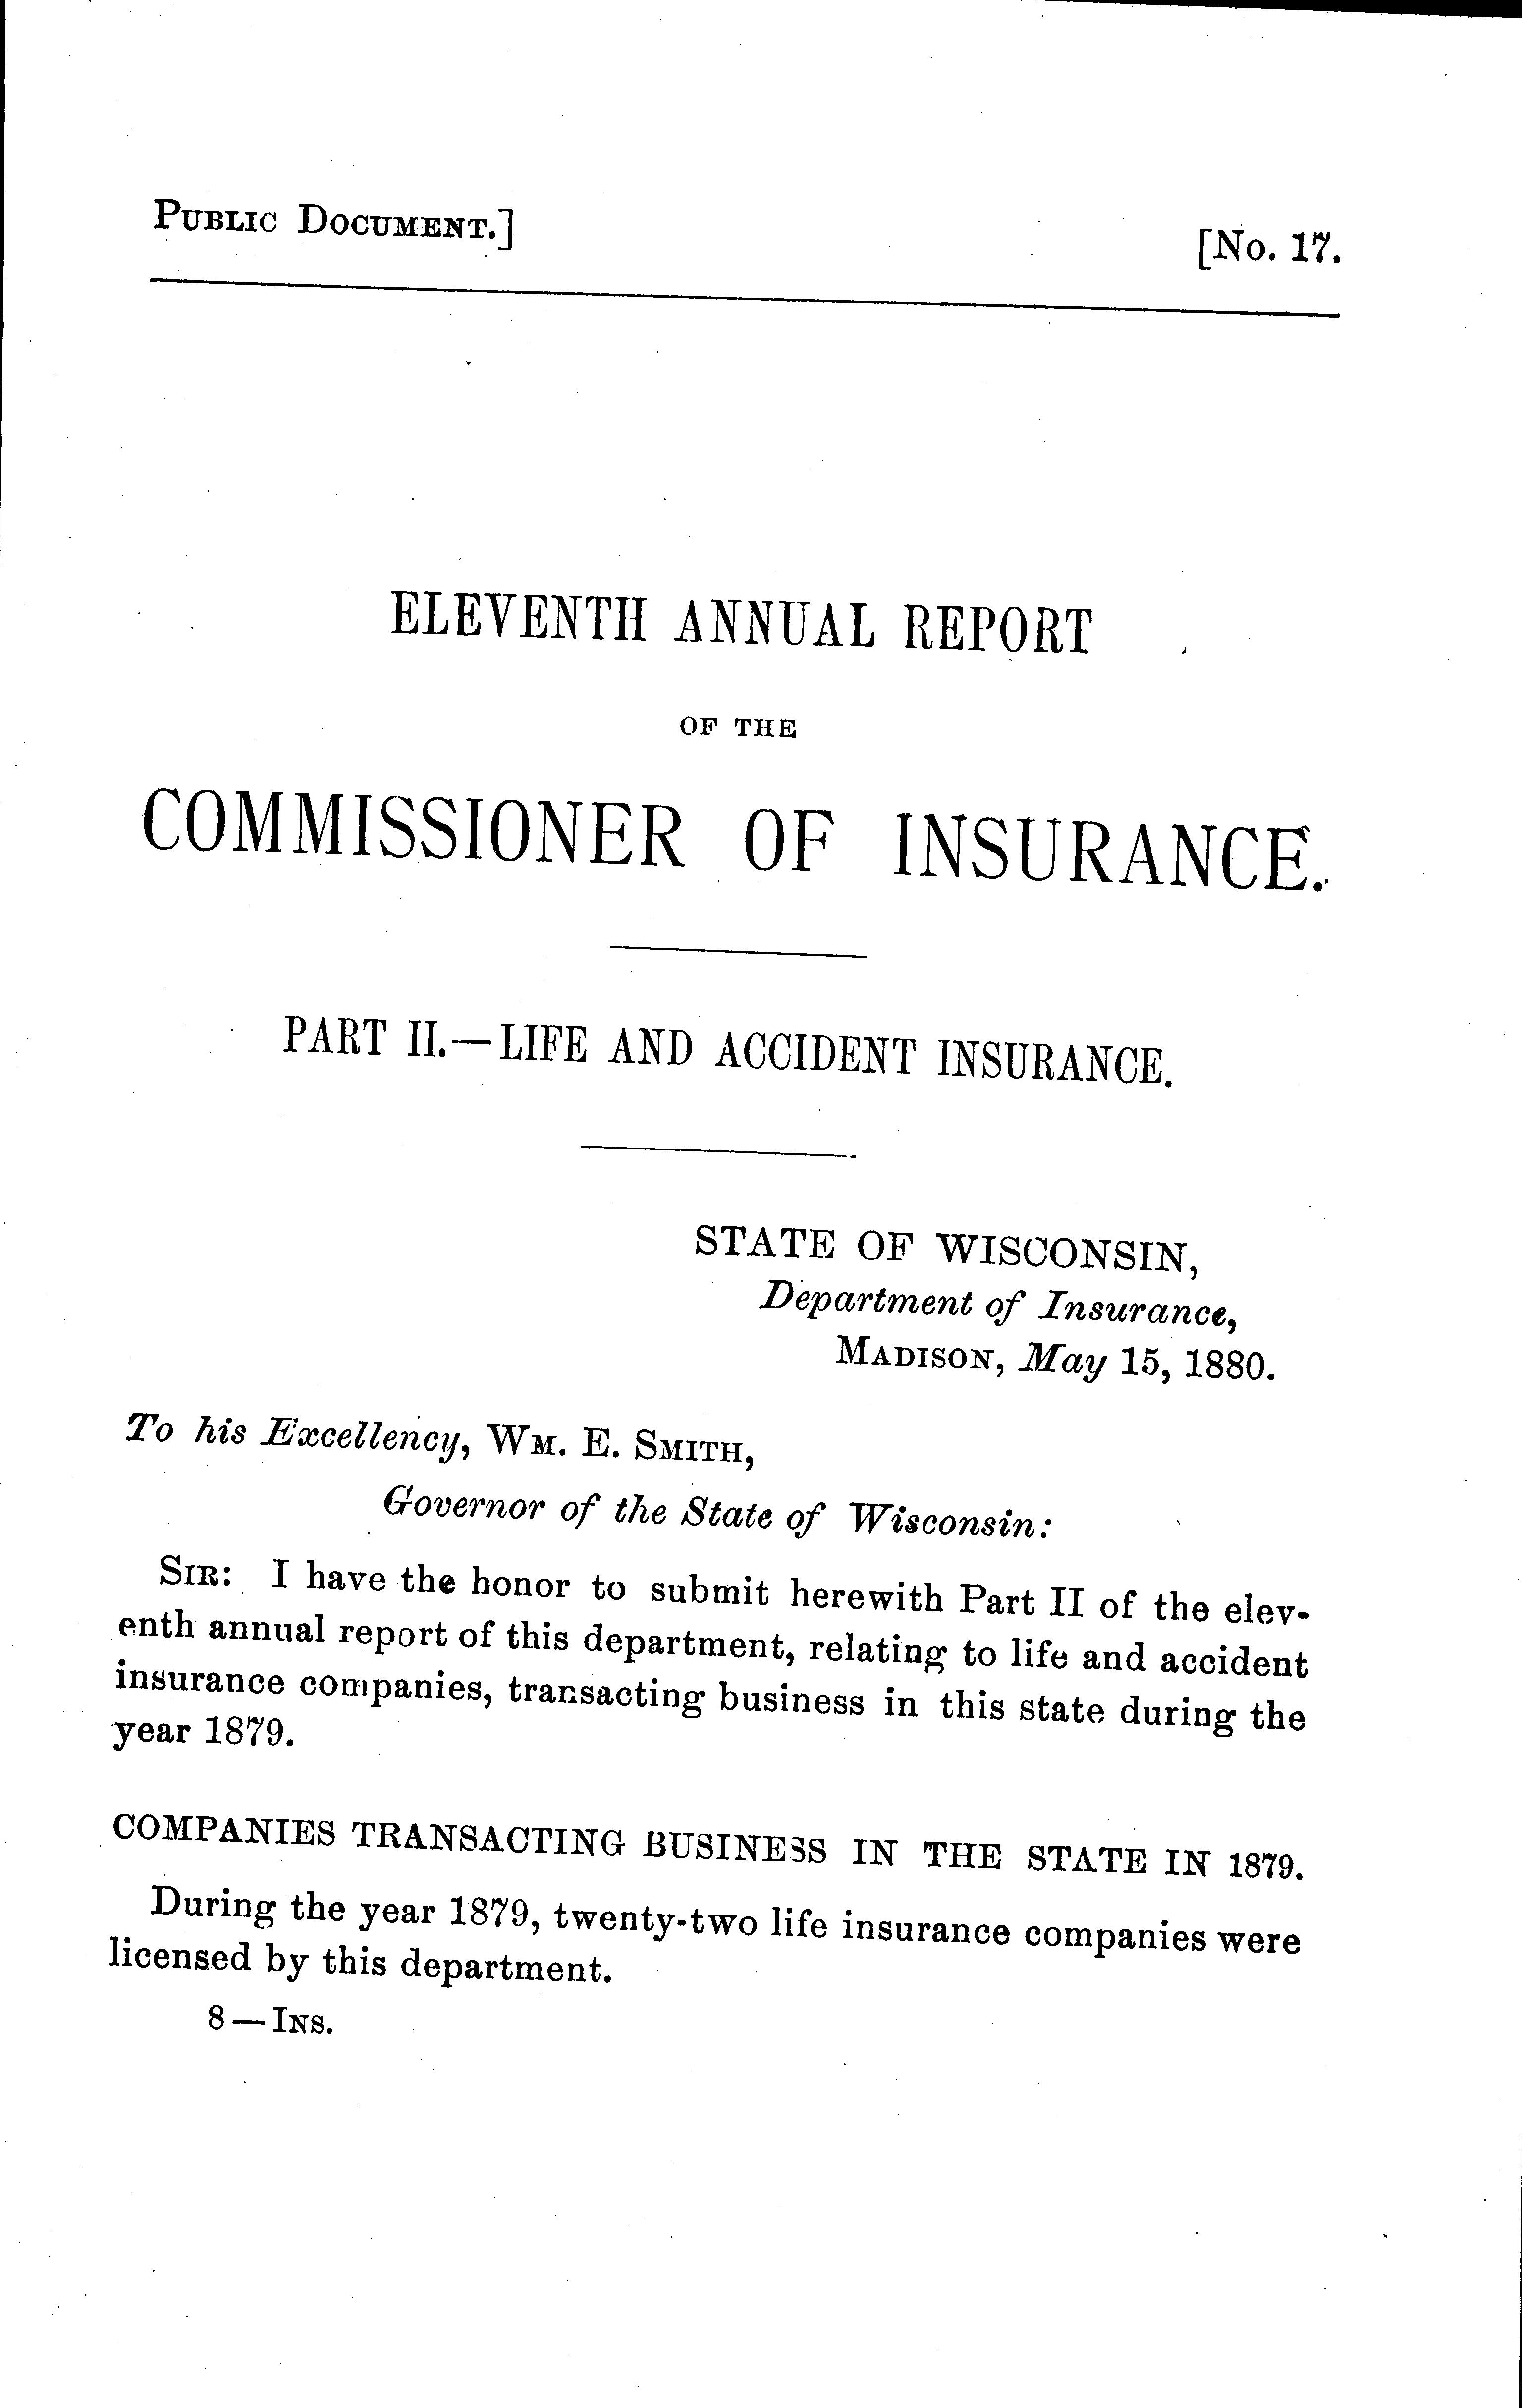 PUBLIC DOCUMENT.]
[No. 17.
ELEVENTH ANNUAL REPORT
OF THE
COMMISSIONER OF INSURANCE.
PART II.—LIFE AND ACCIDENT INSURANCE.
STATE OF WISCONSIN,
Department of Insurance,
MADISON, May 15, 1880.
To his Excellency, WM. E. SMITH,
Governor of the State of Wisconsin:
SIR: I have the honor to submit herewith Part II of the elev-
enth annual report of this department, relating to life and accident
insurance companies, transacting business in this state during the
year 1879.
COMPANIES TRANSACTING BUSINESS IN THE STATE IN 1879.
During the year 1879, twenty-two life insurance companies were
licensed by this department.
8—INS.